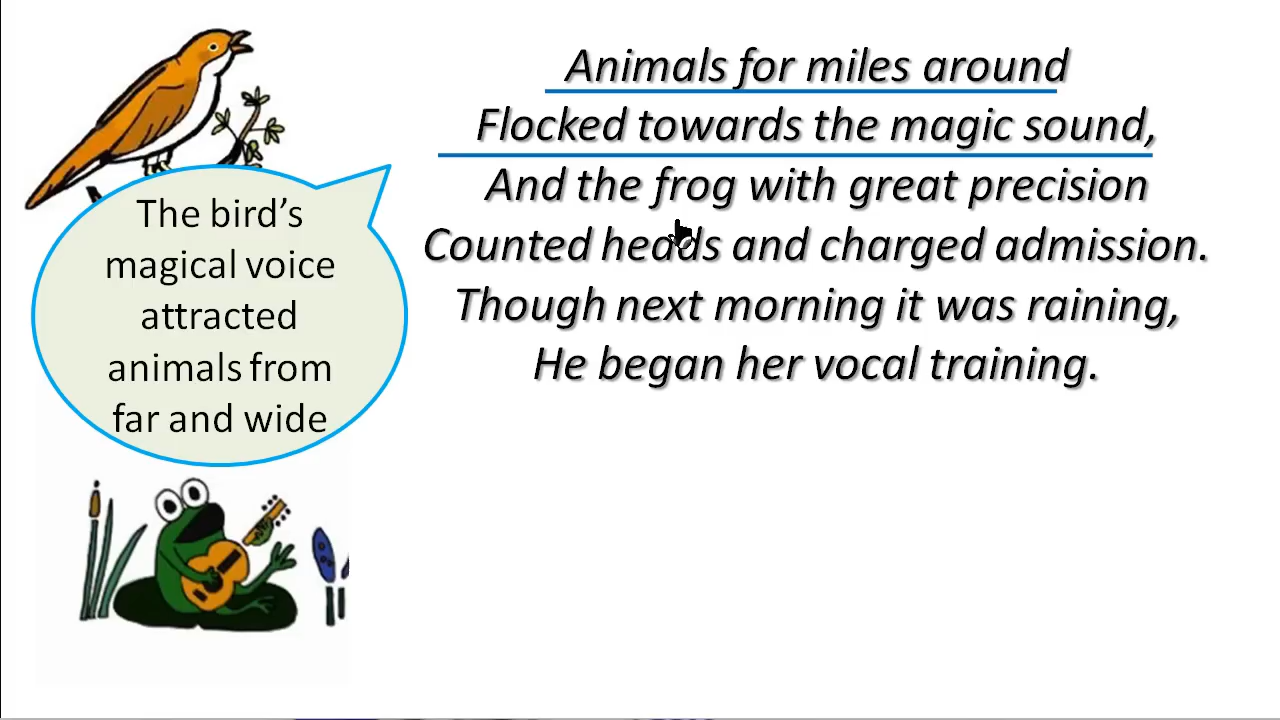 Animals for miles around
Flocked towards the magic sound,
And the frog with great precision
Counted heads and charged admission.
Though next morning it was raining,
He began her vocal training.
The bird’s
magical voice
attracted
animals from
far and wide